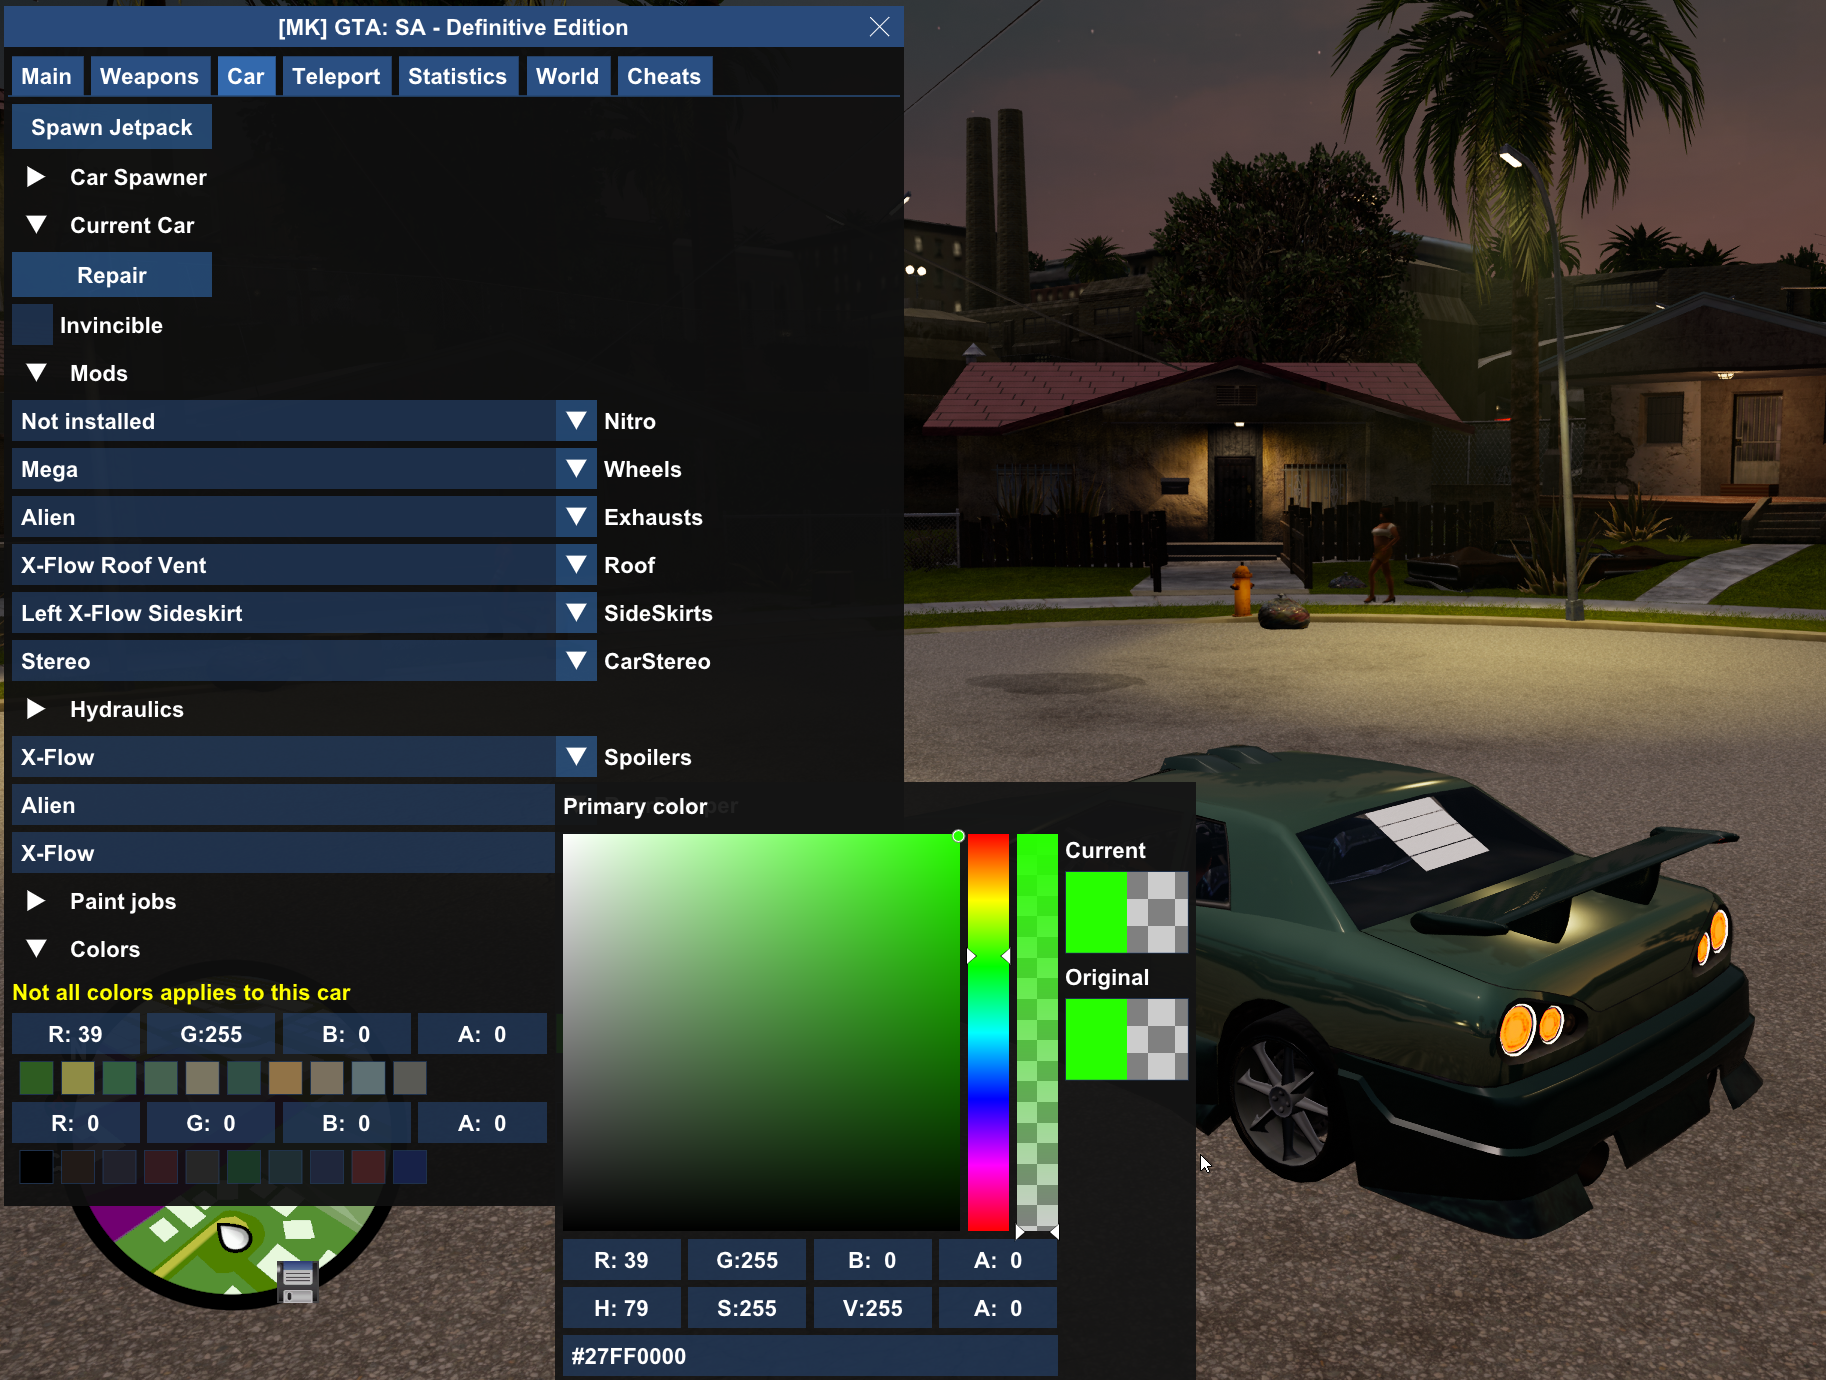 [MK] GTA: SA - Definitive Edition
Main Weapons Car Teleport Statistics World Cheats
Spawn Jetpack
Car Spawner
Current Car
Repair
Invincible
Mods
Not installed Nitro
Mega Wheels
Alien Exhausts
X-Flow Roof Vent Roof
Left X-Flow Sideskirt SideSkirts
Stereo CarStereo
Hydraulics
X-Flow Spoilers
Alien
X-Flow
Paint jobs
Colors
Not all colors applies to this car
R: 39 G:255 B: 0 A: 0
R: 0 G: 0 B: 0 A: 0
Primary color
Current
Original
R: 39 G:255 B: 0 A: 0
H: 79 S:255 V:255 A: 0
#27FF0000